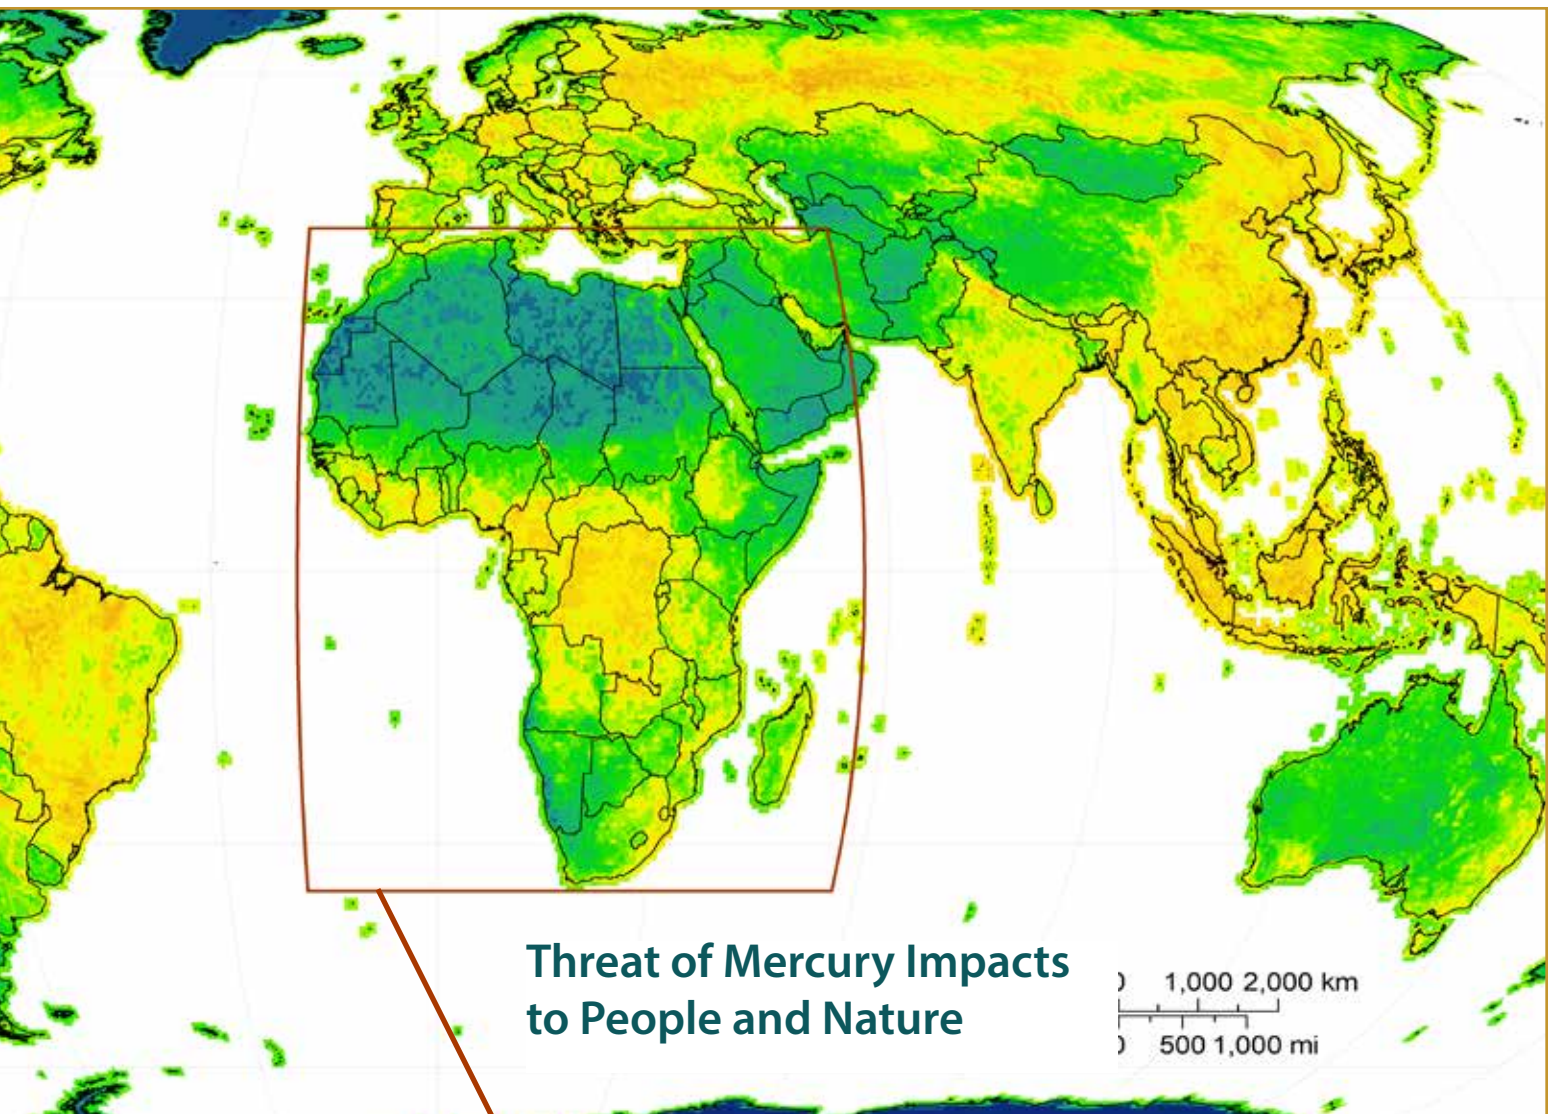 Threat of Mercury Impacts
to People and Nature
1,000 2,000 km
500 1,000 mi